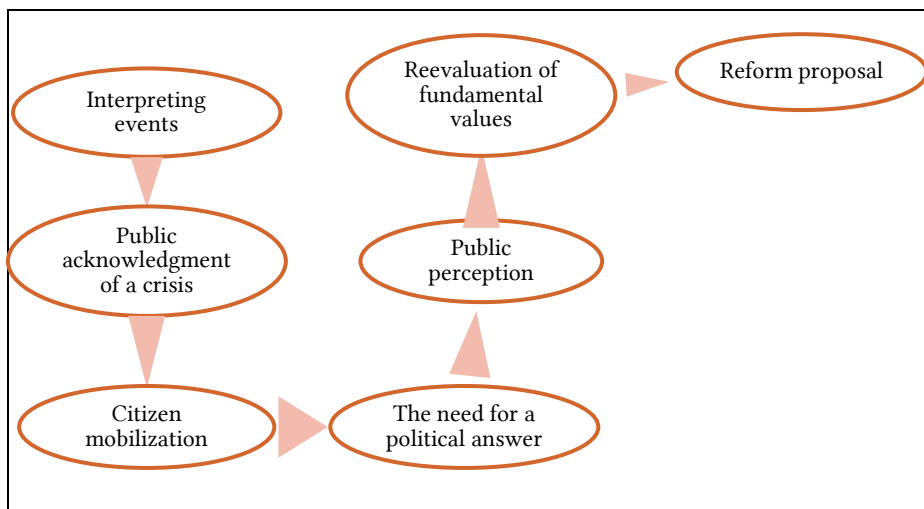 Interpreting
events
Public
acknowledgment
of a crisis
Citizen
mobilization
The need for a
political answer
Public
perception
Reevaluation of
fundamental
values
Reform proposal